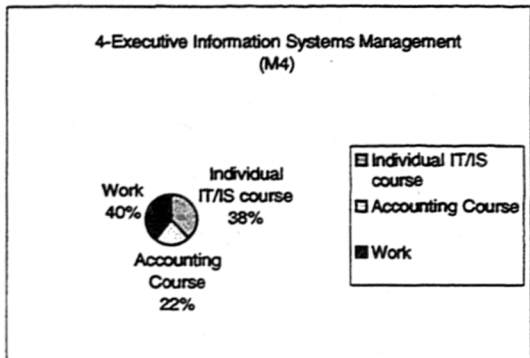 4-Executive Information Systems Management
(M4)
Individual
IT/IS course
38%
Work
40%
Accounting
Course
22%
Individual IT/IS
course
Accounting Course
Work